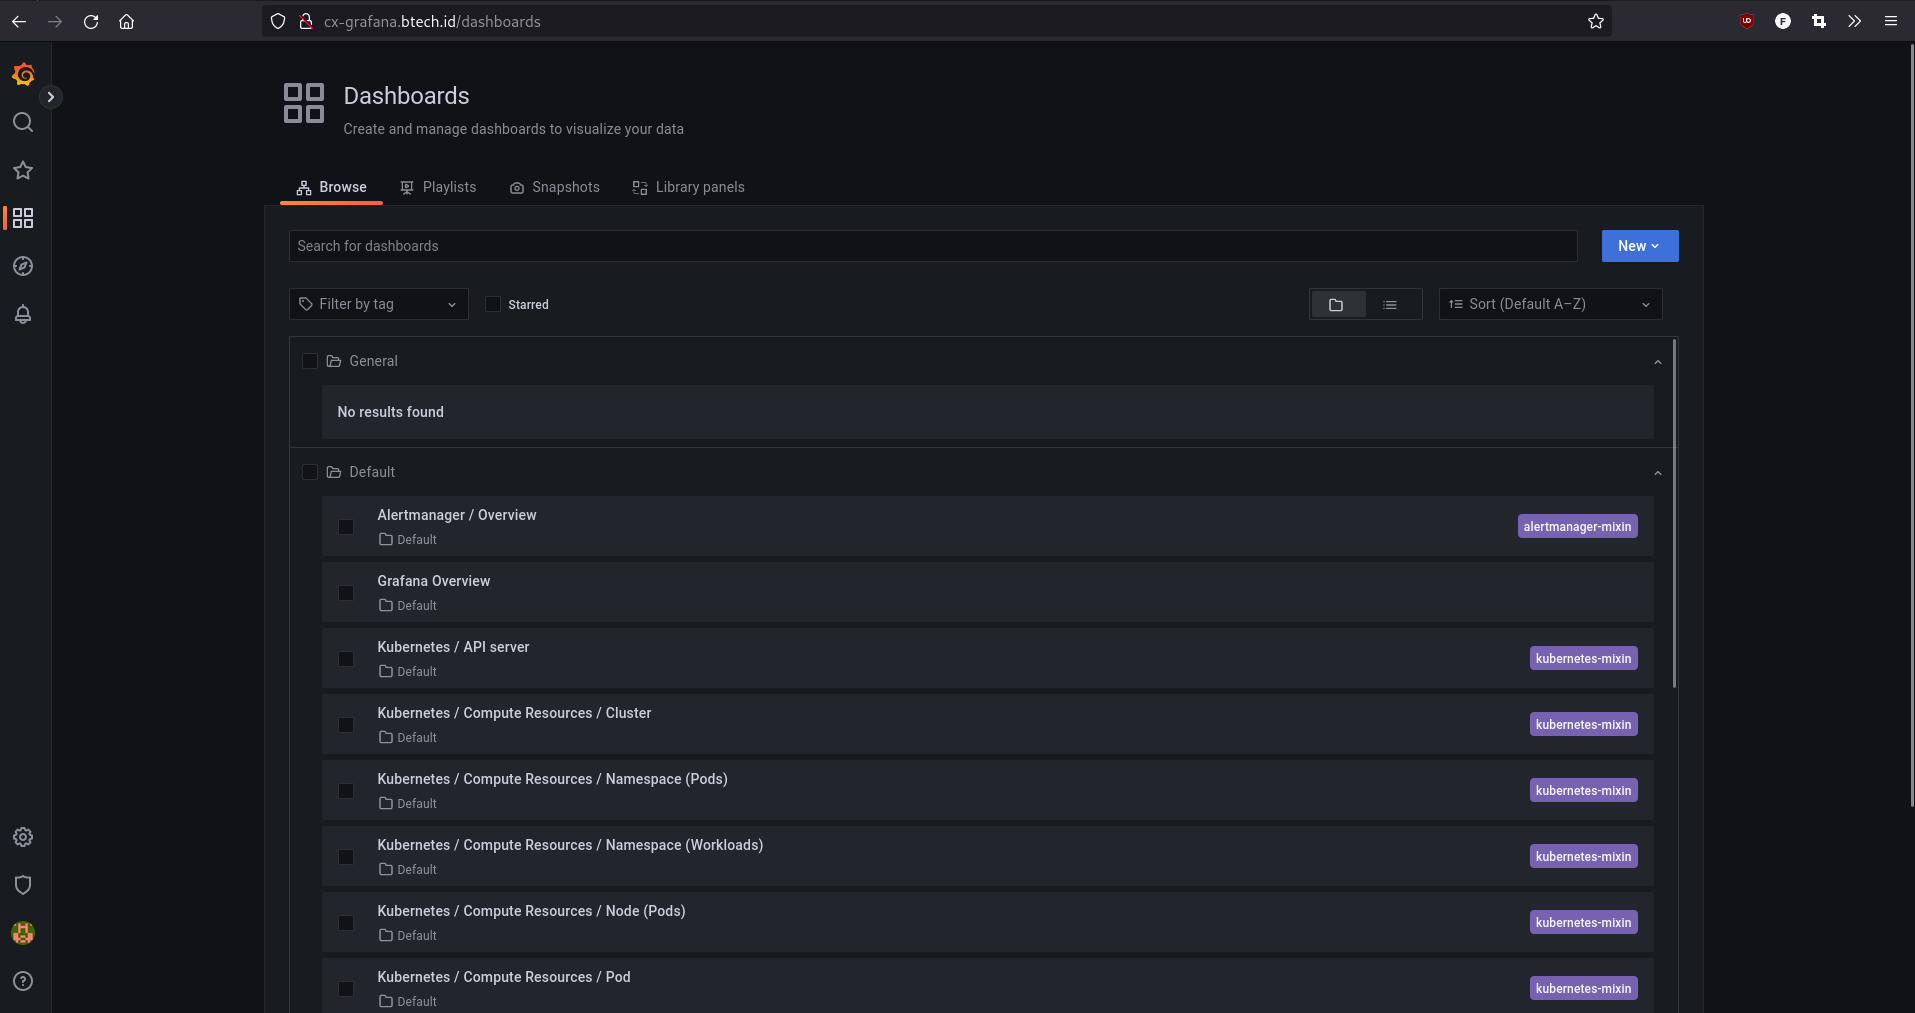 cx-grafana.btech.id/dashboards
UD
F
Dashboards
Create and manage dashboards to visualize your data
Browse Playlists Snapshots Library panels
Search for dashboards New
Filter by tag Starred Sort (Default A–Z)
General
No results found
Default
Alertmanager / Overview
Default
alertmanager-mixin
Grafana Overview
Default
Kubernetes / API server
Default
kubernetes-mixin
Kubernetes / Compute Resources / Cluster
Default
kubernetes-mixin
Kubernetes / Compute Resources / Namespace (Pods)
Default
kubernetes-mixin
Kubernetes / Compute Resources / Namespace (Workloads)
Default
kubernetes-mixin
Kubernetes / Compute Resources / Node (Pods)
Default
kubernetes-mixin
Kubernetes / Compute Resources / Pod
Default
kubernetes-mixin